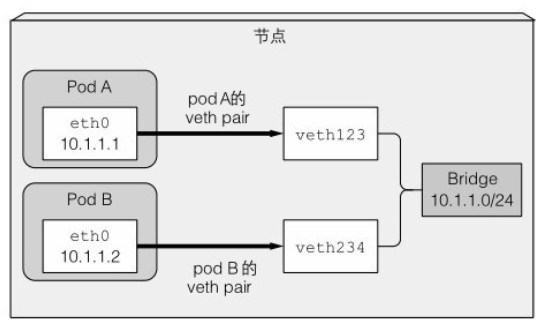 节点
Pod A
eth0
10.1.1.1
pod A的
veth pair
veth123
Bridge
10.1.1.0/24
Pod B
eth0
10.1.1.2
veth234
pod B 的
veth pair